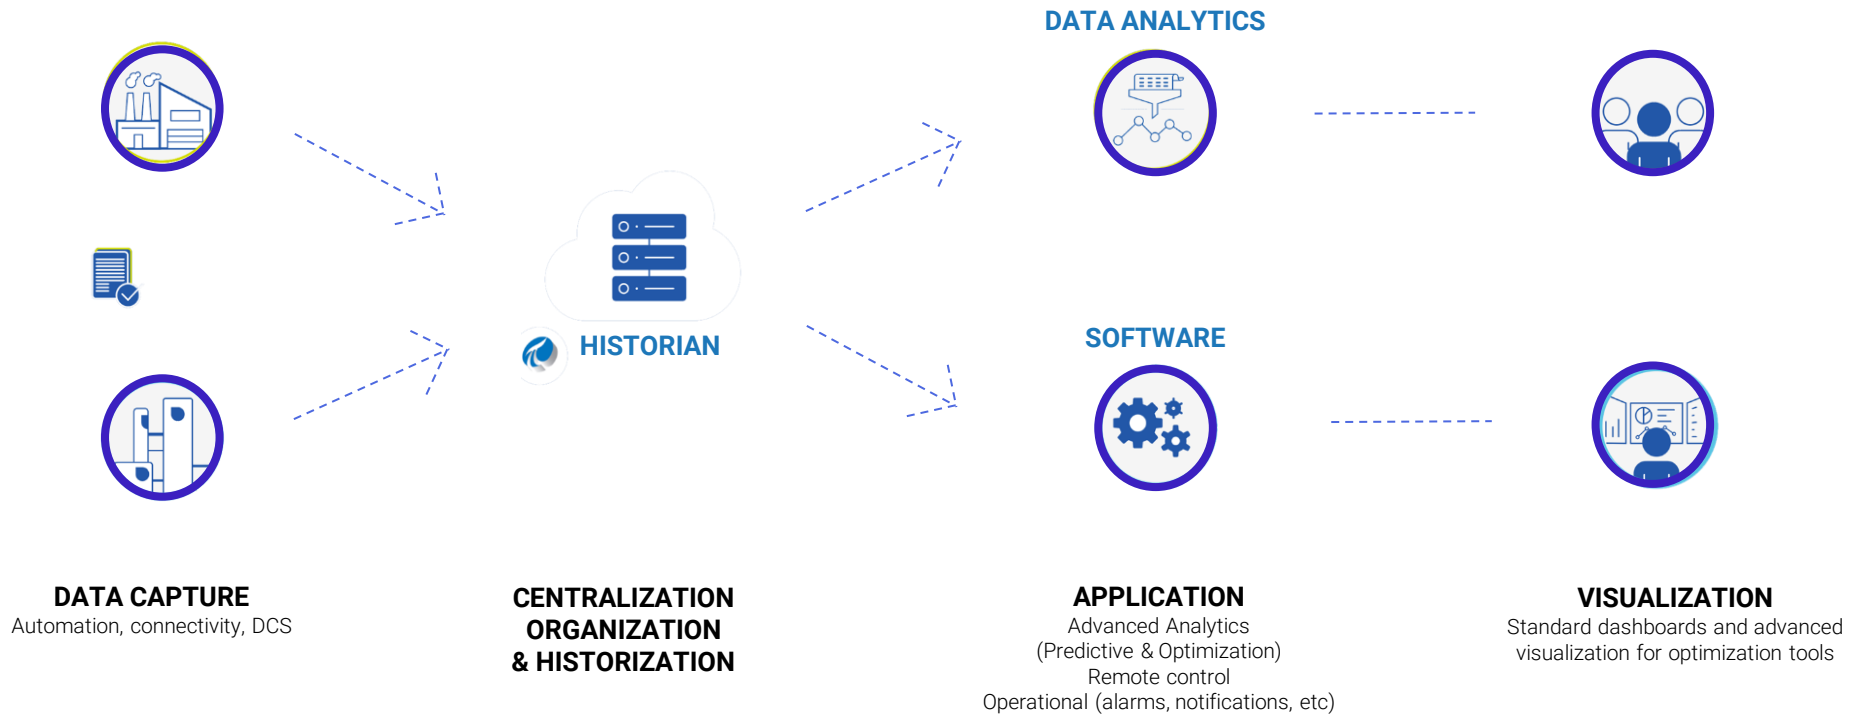 DATA ANALYTICS
HISTORIAN
SOFTWARE
DATA CAPTURE
Automation, connectivity, DCS
CENTRALIZATION
ORGANIZATION
& HISTORIZATION
APPLICATION
Advanced Analytics
(Predictive & Optimization)
Remote control
Operational (alarms, notifications, etc)
VISUALIZATION
Standard dashboards and advanced
visualization for optimization tools